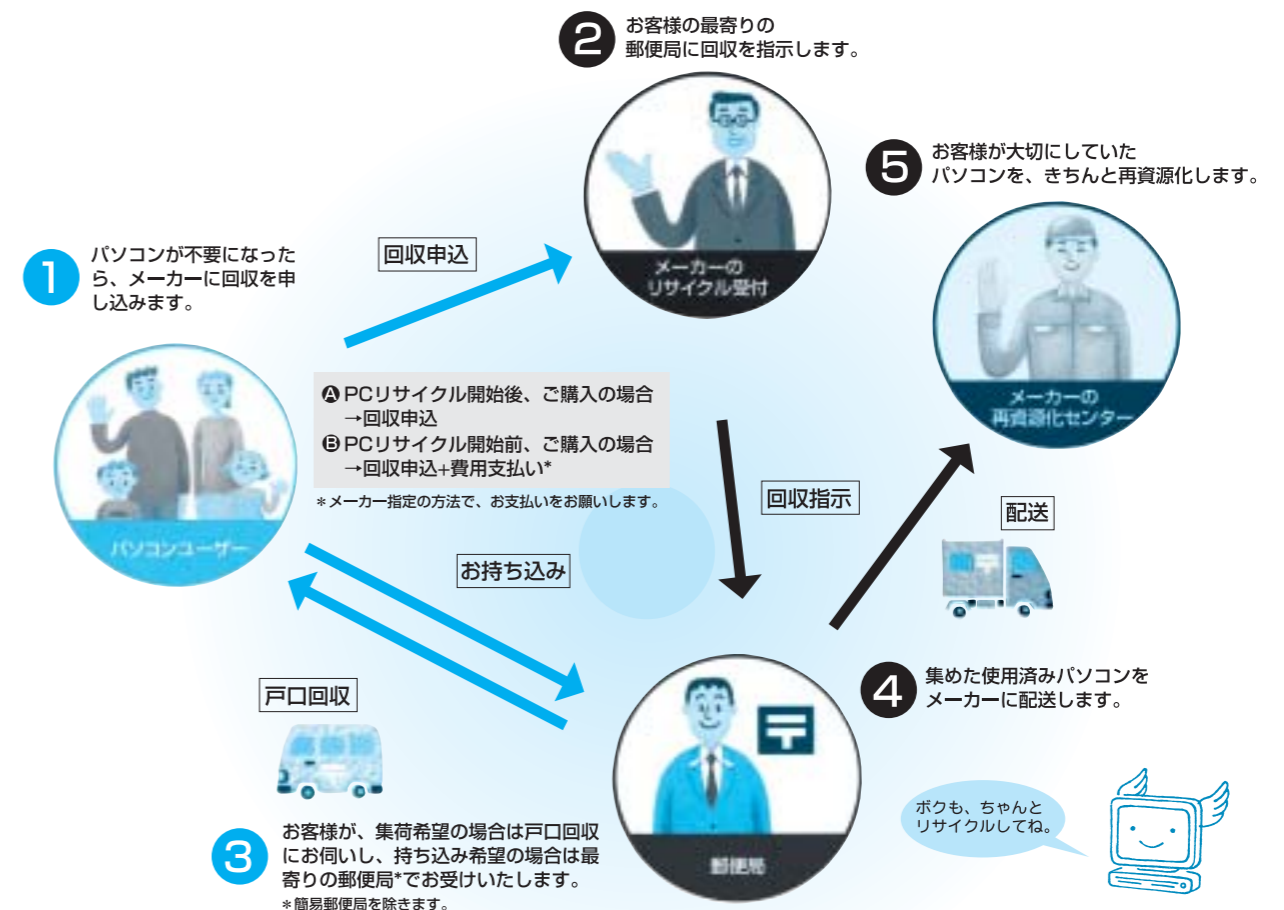 1
パソコンが不要になった
ら、メーカーに回収を申
し込みます。
パソコンユーザー
回収申込
2
お客様の最寄りの
郵便局に回収を指示します。
メーカーの
リサイクル受付
A PCリサイクル開始後、ご購入の場合
→回収申込
B PCリサイクル開始前、ご購入の場合
→回収申込+費用支払い*
*メーカー指定の方法で、お支払いをお願いします。
回収指示
お持ち込み
戸口回収
3
お客様が、集荷希望の場合は戸口回収
にお伺いし、持ち込み希望の場合は最
寄りの郵便局*でお受けいたします。
*簡易郵便局を除きます。
〒
郵便局
4
集めた使用済みパソコンを
メーカーに配送します。
配送
5
お客様が大切にしていた
パソコンを、きちんと再資源化します。
メーカーの
再資源化センター
ボクも、ちゃんと
リサイクルしてね。